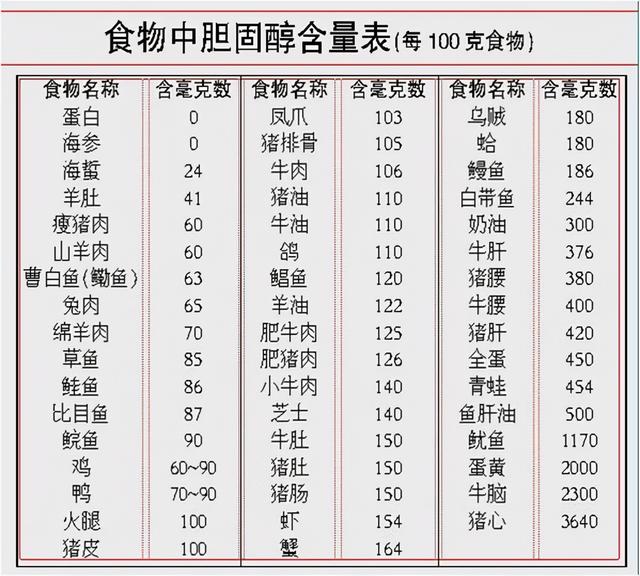 食物中胆固醇含量表(每100克食物)
食物名称 含毫克数 食物名称 含毫克数 食物名称 含毫克数
蛋白 0 凤爪 103 乌贼 180
海参 0 猪排骨 105 蛤 180
海蜇 24 牛肉 106 鳗鱼 186
羊肚 41 猪油 110 白带鱼 244
瘦猪肉 60 牛油 110 奶油 300
山羊肉 60 鸽 110 牛肝 376
曹白鱼(鳓鱼) 63 鲳鱼 120 猪腰 380
兔肉 65 羊油 122 牛腰 400
绵羊肉 70 肥牛肉 125 猪肝 420
草鱼 85 肥猪肉 126 全蛋 450
鲑鱼 86 小牛肉 140 青蛙 454
比目鱼 87 芝士 140 鱼肝油 500
鲩鱼 90 牛肚 150 鱿鱼 1170
鸡 60~90 猪肚 150 蛋黄 2000
鸭 70~90 猪肠 150 牛脑 2300
火腿 100 虾 154 猪心 3640
猪皮 100 蟹 164